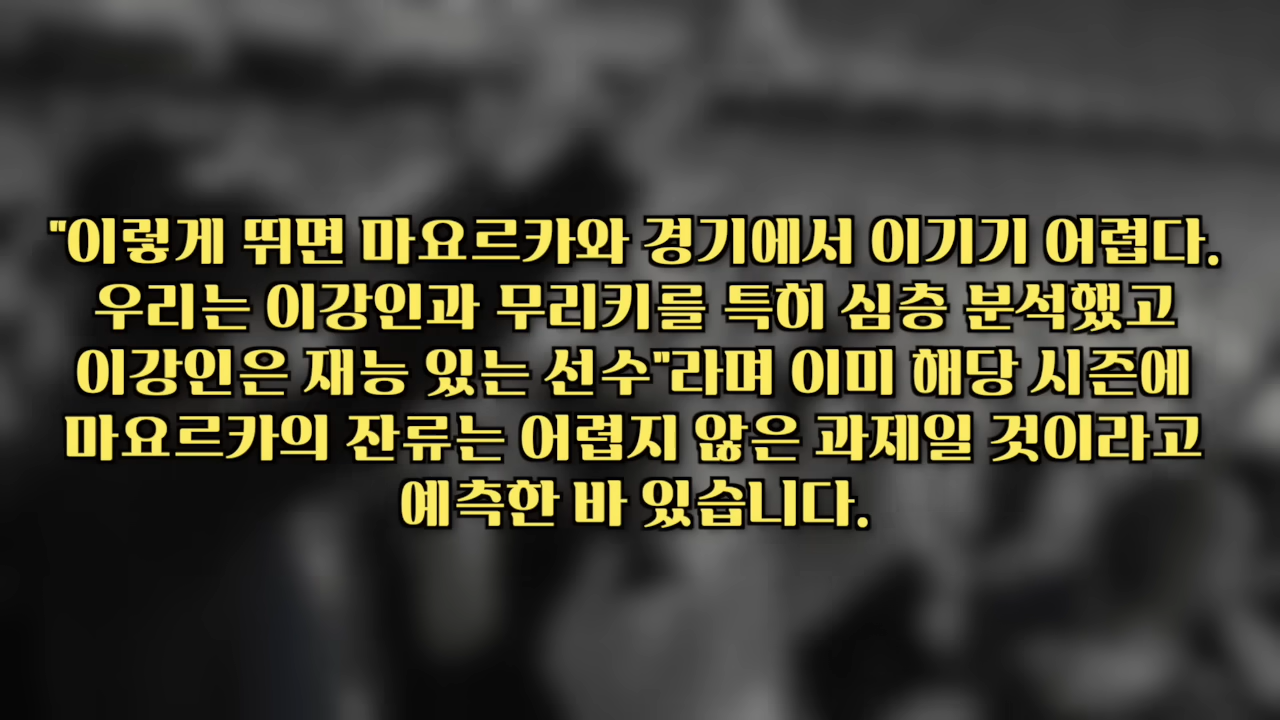 "이렇게 뛰면 마요르카와 경기에서 이기기 어렵다.
우리는 이강인과 무리키를 특히 심층 분석했고
이강인은 재능 있는 선수"라며 이미 해당 시즌에
마요르카의 잔류는 어렵지 않은 과제일 것이라고
예측한 바 있습니다.